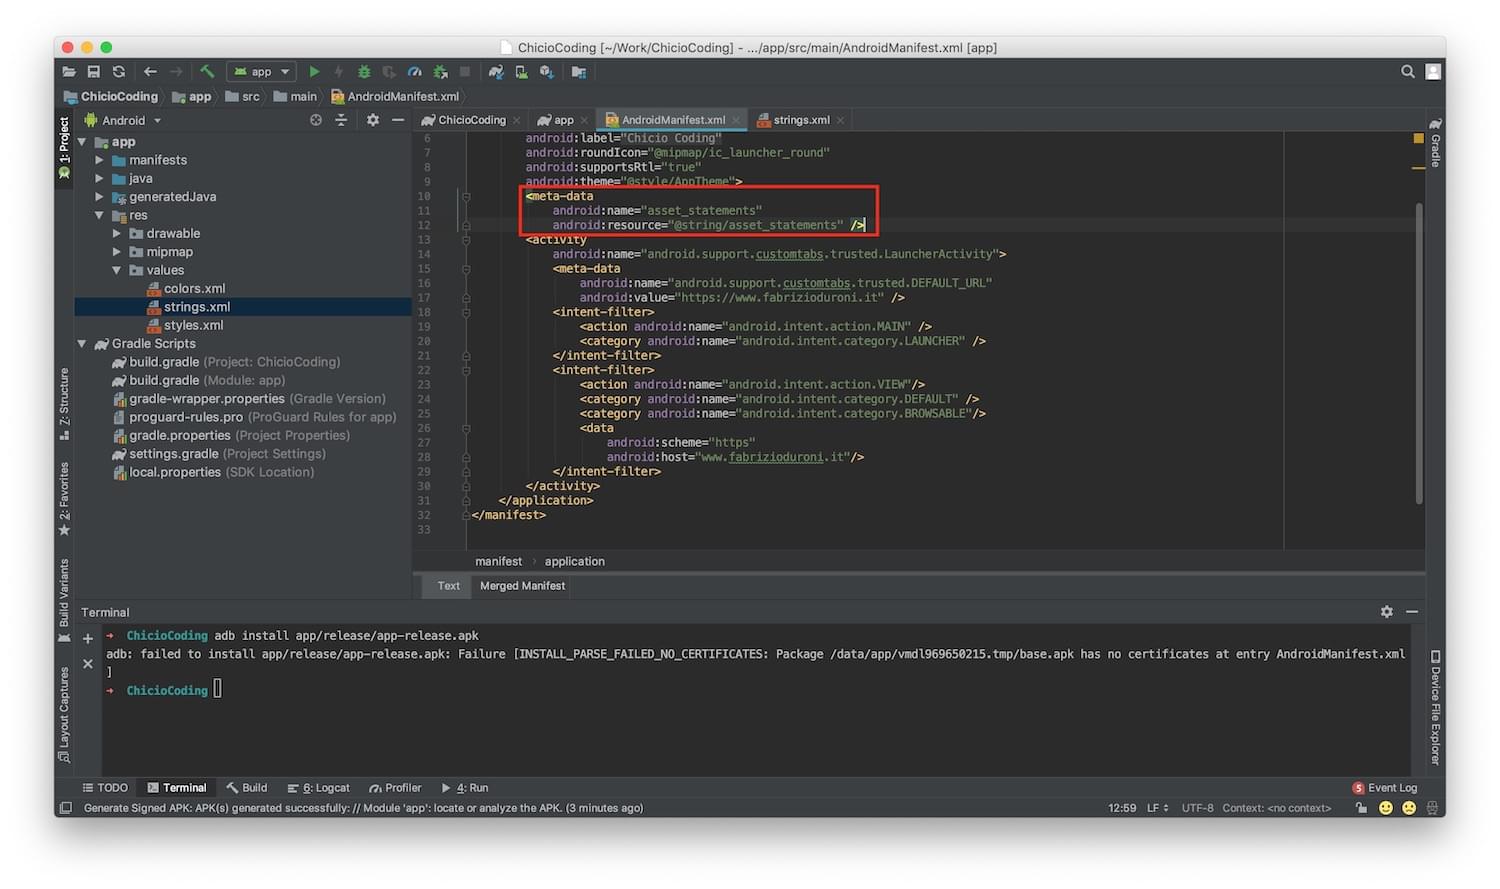 ChicioCoding [~/Work/ChicioCoding] - .../app/src/main/AndroidManifest.xml [app]
app
ChicioCoding app src main AndroidManifest.xml
1: Project
Android
app
manifests
java
generatedJava
res
drawable
mipmap
values
colors.xml
strings.xml
styles.xml
Gradle Scripts
build.gradle (Project: ChicioCoding)
build.gradle (Module: app)
gradle-wrapper.properties (Gradle Version)
proguard-rules.pro (ProGuard Rules for app)
gradle.properties (Project Properties)
settings.gradle (Project Settings)
local.properties (SDK Location)
Z: Structure
2: Favorites
Build Variants
Layout Captures
ChicioCoding app AndroidManifest.xml strings.xml
6 android:label="Chicio Coding"
7 android:roundIcon="@mipmap/ic_launcher_round"
8 android:supportsRtl="true"
9 android:theme="@style/AppTheme">
10 <meta-data
11 android:name="asset_statements"
12 android:resource="@string/asset_statements" />
13 <activity
14 android:name="android.support.customtabs.trusted.LauncherActivity">
15 <meta-data
16 android:name="android.support.customtabs.trusted.DEFAULT_URL"
17 android:value="https://www.fabrizioduroni.it" />
18 <intent-filter>
19 <action android:name="android.intent.action.MAIN" />
20 <category android:name="android.intent.category.LAUNCHER" />
21 </intent-filter>
22 <intent-filter>
23 <action android:name="android.intent.action.VIEW"/>
24 <category android:name="android.intent.category.DEFAULT" />
25 <category android:name="android.intent.category.BROWSABLE"/>
26 <data
27 android:scheme="https"
28 android:host="www.fabrizioduroni.it"/>
29 </intent-filter>
30 </activity>
31 </application>
32 </manifest>
33
manifest › application
Text Merged Manifest
Gradle
Device File Explorer
Terminal
→ ChicioCoding adb install app/release/app-release.apk
adb: failed to install app/release/app-release.apk: Failure [INSTALL_PARSE_FAILED_NO_CERTIFICATES: Package /data/app/vmdl969650215.tmp/base.apk has no certificates at entry AndroidManifest.xml
]
→ ChicioCoding
TODO Terminal Build 6: Logcat Profiler 4: Run 5 Event Log
Generate Signed APK: APK(s) generated successfully: // Module 'app': locate or analyze the APK. (3 minutes ago) 12:59 LF UTF-8 Context: <no context>